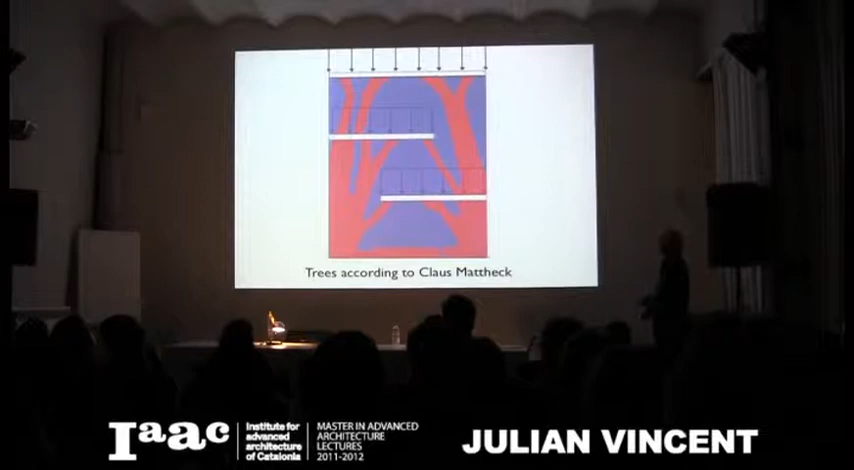 Trees according to Claus Mattheck
Iaac
Institute for
advanced
architecture
of Catalonia
MASTER IN ADVANCED
ARCHITECTURE
LECTURES
2011-2012
JULIAN VINCENT